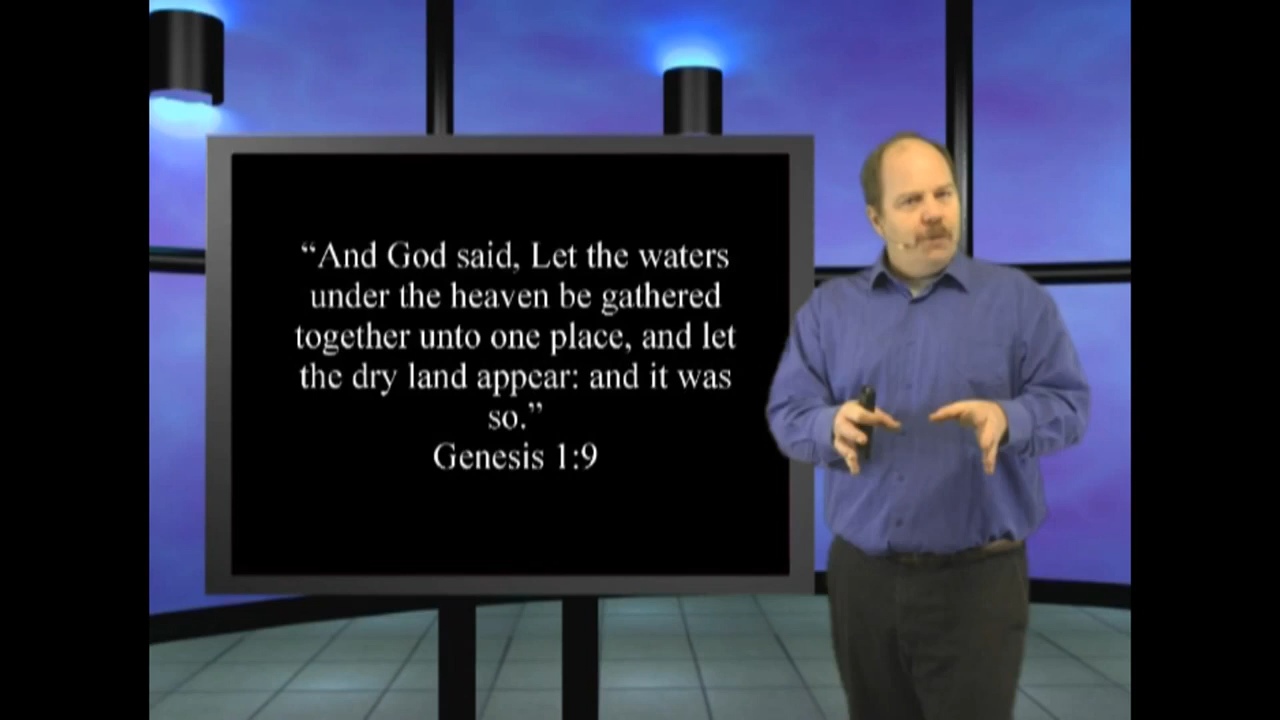 “And God said, Let the waters
under the heaven be gathered
together unto one place, and let
the dry land appear: and it was
so.”
Genesis 1:9